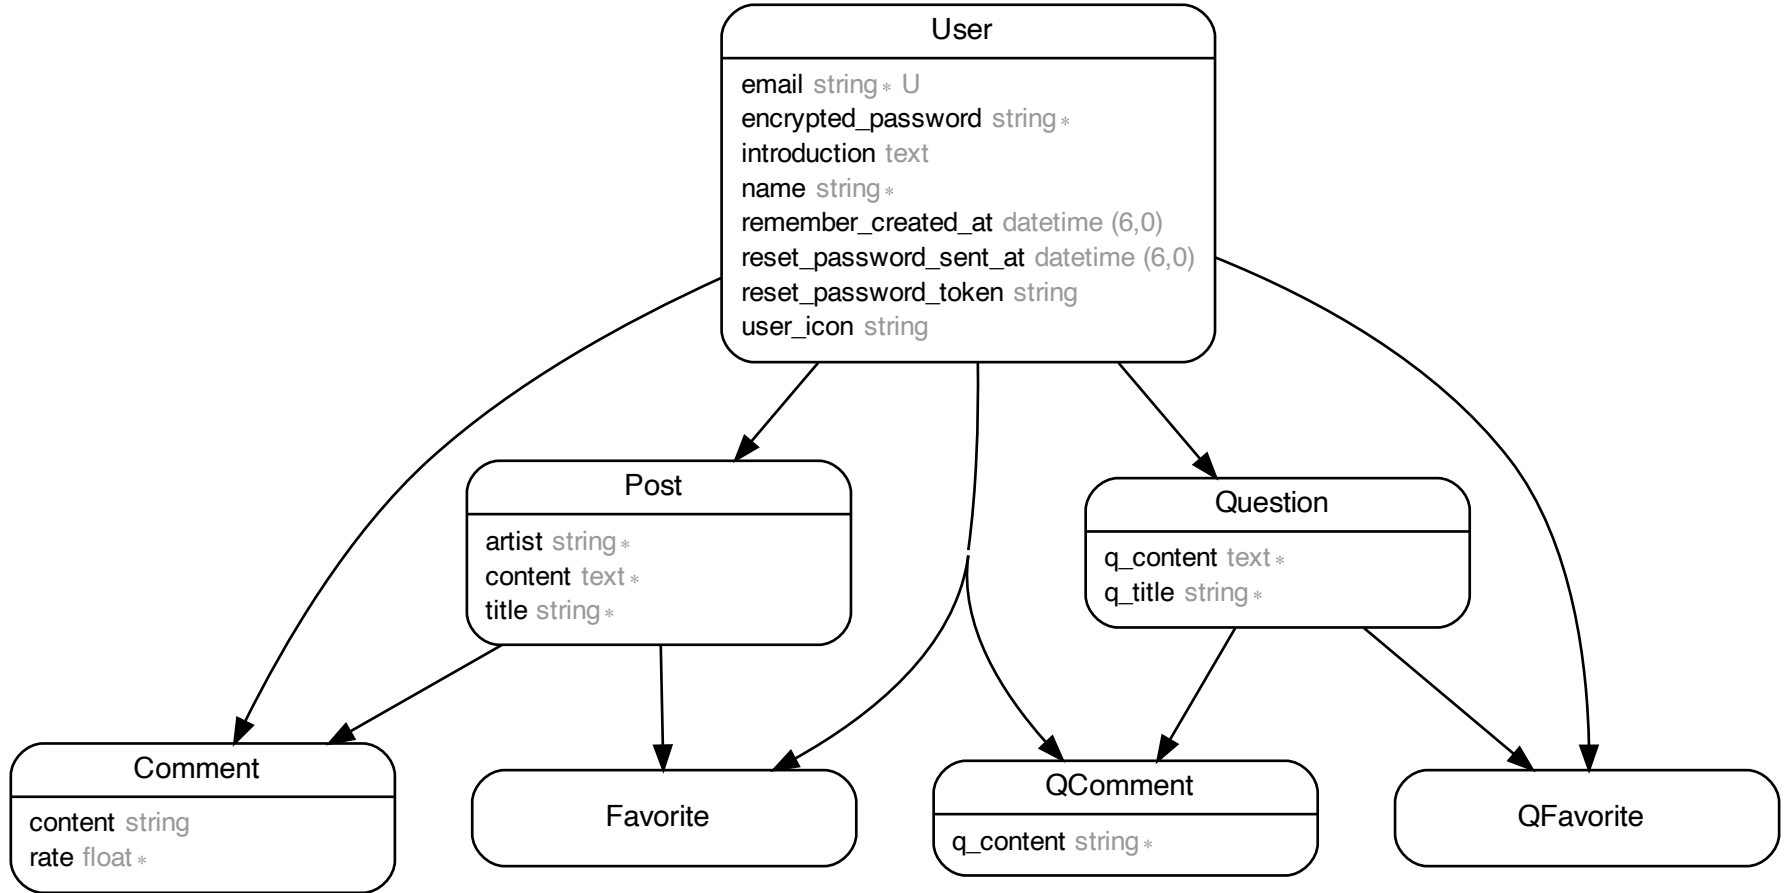 User
email string* U
encrypted_password string*
introduction text
name string*
remember_created_at datetime (6,0)
reset_password_sent_at datetime (6,0)
reset_password_token string
user_icon string
Post
artist string*
content text*
title string*
Question
q_content text*
q_title string*
Comment
content string
rate float*
Favorite
QComment
q_content string*
QFavorite